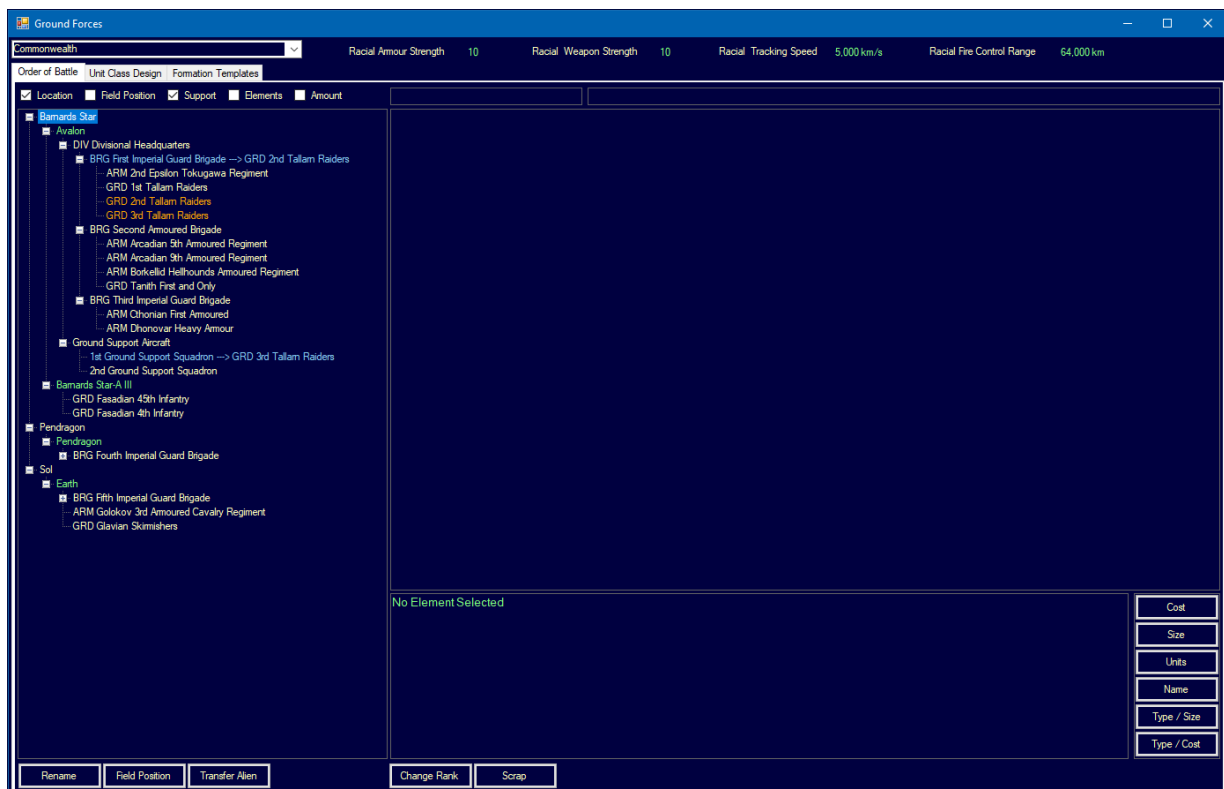 Ground Forces
Commonwealth Racial Armour Strength 10 Racial Weapon Strength 10 Racial Tracking Speed 5,000 km/s Racial Fire Control Range 64,000 km
Order of Battle Unit Class Design Formation Templates
Location Field Position Support Elements Amount
Barnards Star
Avalon
DIV Divisional Headquarters
BRG First Imperial Guard Brigade ---> GRD 2nd Tallarn Raiders
ARM 2nd Epsilon Tokugawa Regiment
GRD 1st Tallarn Raiders
GRD 2nd Tallarn Raiders
GRD 3rd Tallarn Raiders
BRG Second Armoured Brigade
ARM Arcadian 5th Armoured Regiment
ARM Arcadian 9th Armoured Regiment
ARM Borkellid Hellhounds Armoured Regiment
GRD Tanith First and Only
BRG Third Imperial Guard Brigade
ARM Cthonian First Armoured
ARM Dhonovar Heavy Armour
Ground Support Aircraft
1st Ground Support Squadron ---> GRD 3rd Tallarn Raiders
2nd Ground Support Squadron
Barnards Star-A III
GRD Fasadian 45th Infantry
GRD Fasadian 4th Infantry
Pendragon
Pendragon
BRG Fourth Imperial Guard Brigade
Sol
Earth
BRG Fifth Imperial Guard Brigade
ARM Golokov 3rd Armoured Cavalry Regiment
GRD Glavian Skirmishers
No Element Selected
Cost
Size
Units
Name
Type / Size
Type / Cost
Rename Field Position Transfer Alien Change Rank Scrap